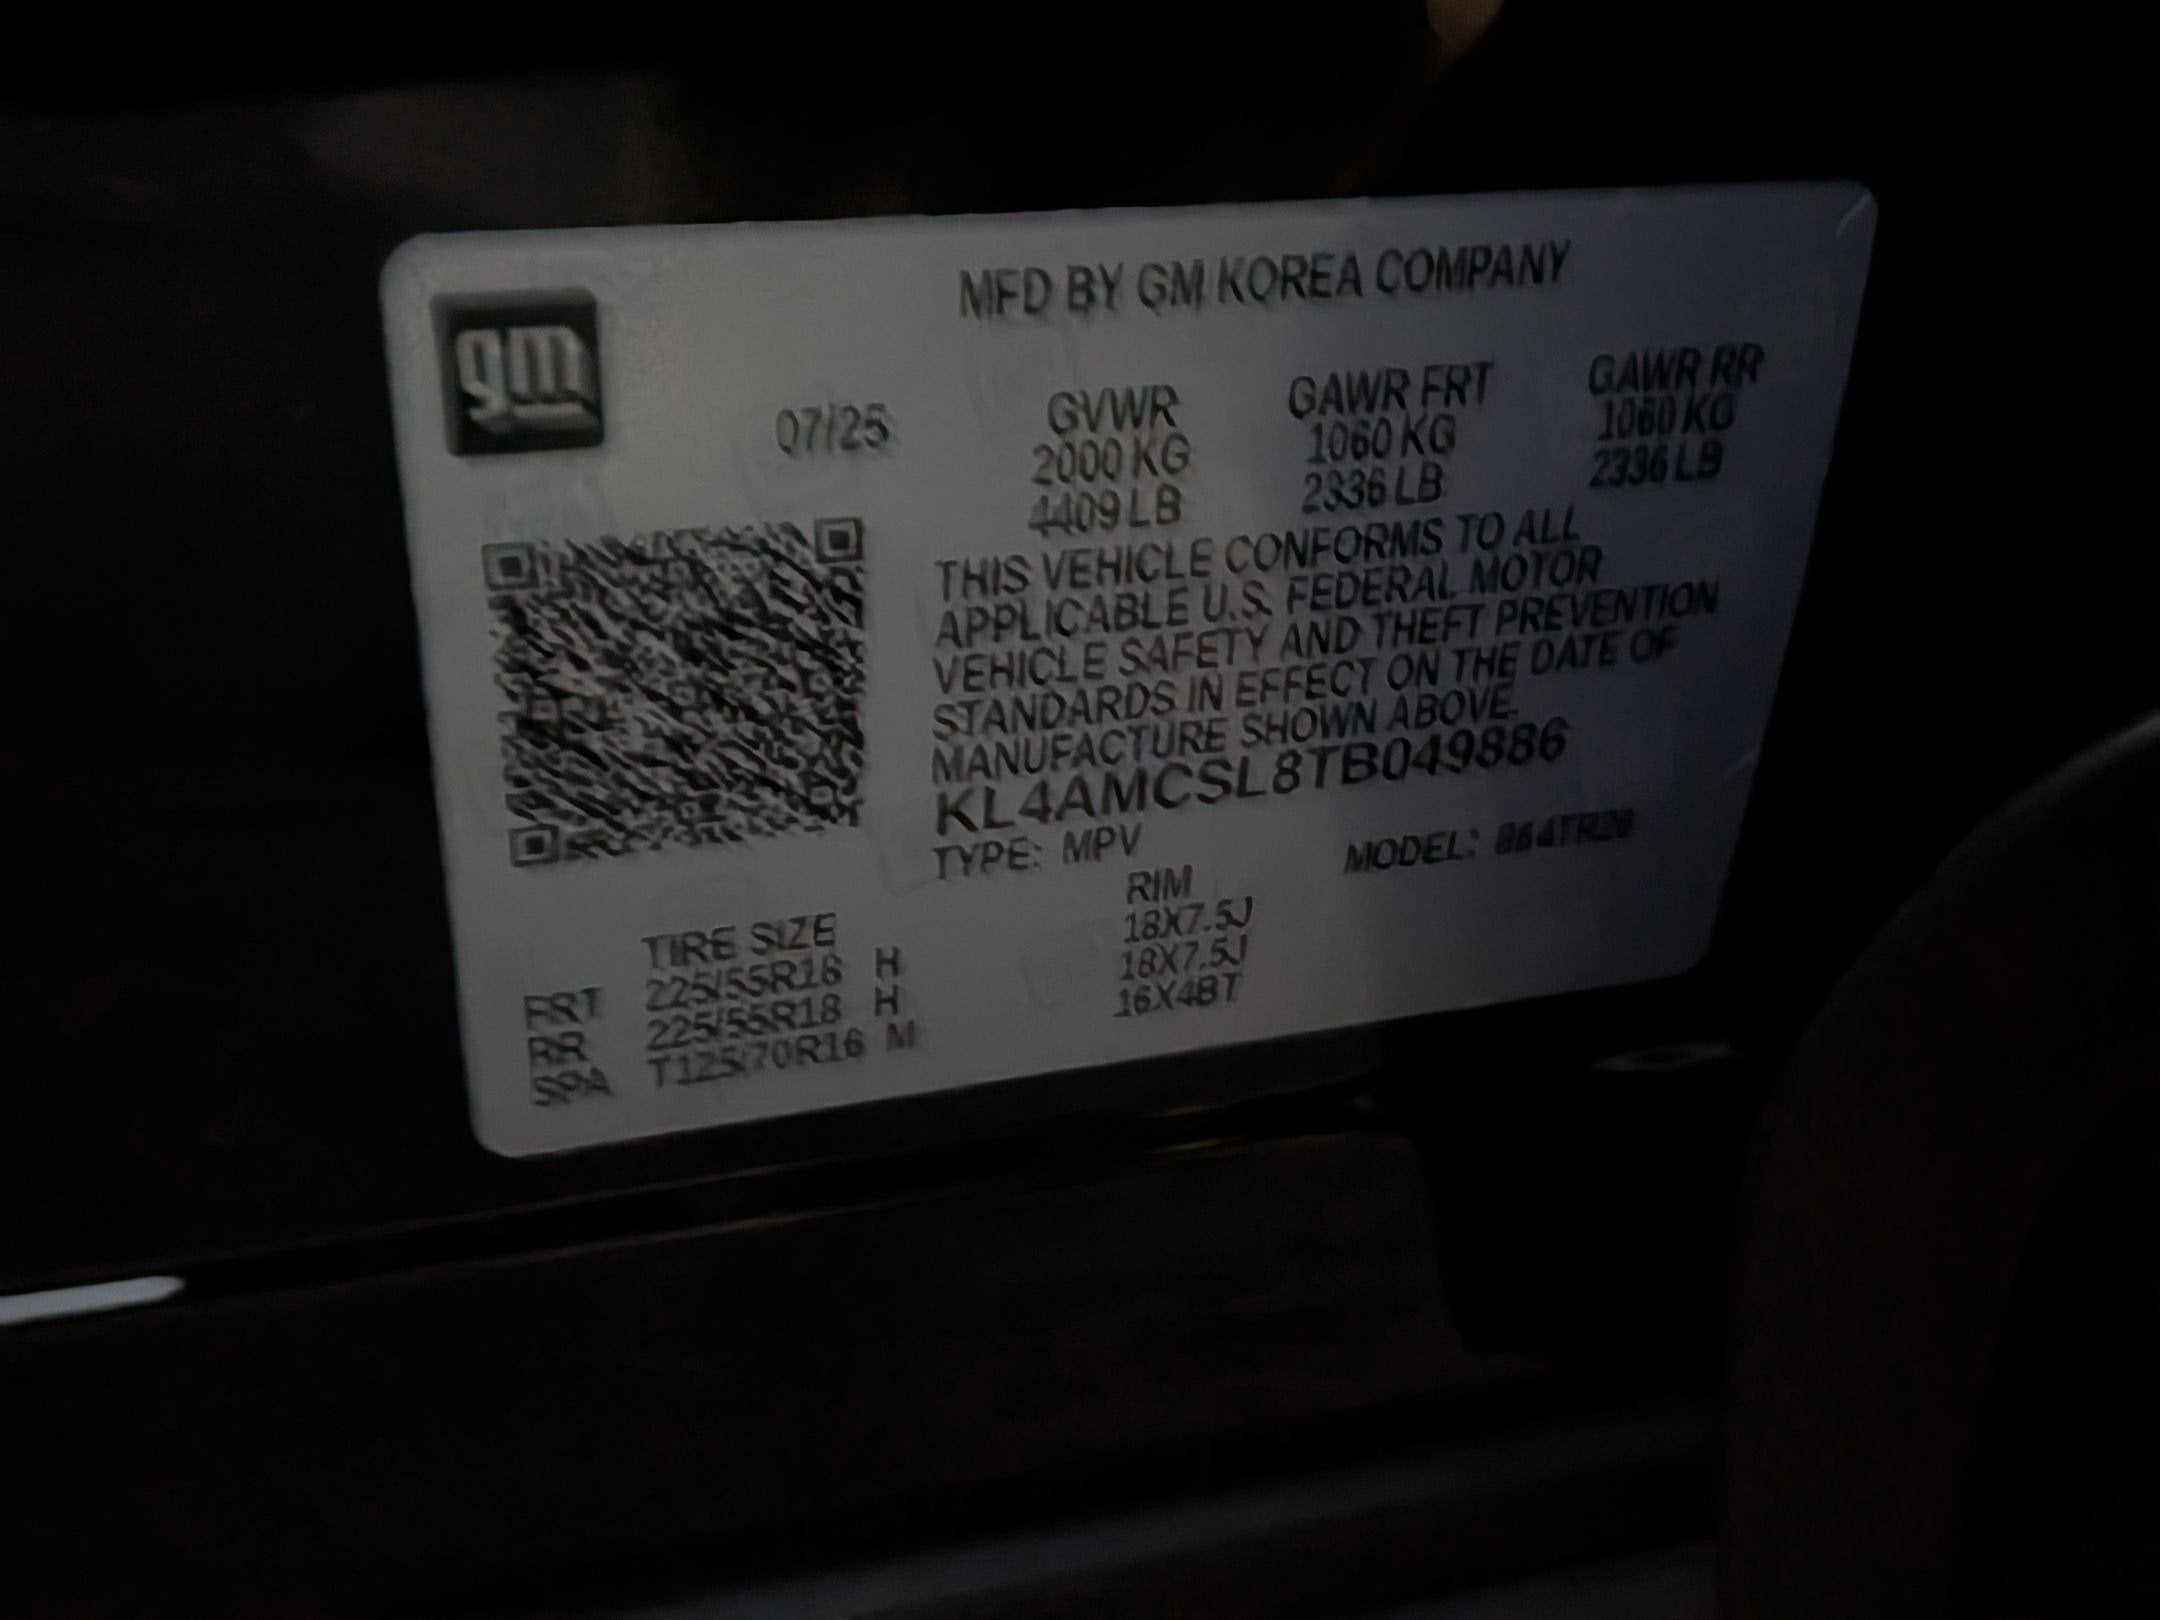 gm
MFD BY GM KOREA COMPANY
07/25
GVWR GAWR FRT GAWR RR
2000 KG 1060 KG 1060 KG
4409 LB 2336 LB 2336 LB
THIS VEHICLE CONFORMS TO ALL
APPLICABLE U.S. FEDERAL MOTOR
VEHICLE SAFETY AND THEFT PREVENTION
STANDARDS IN EFFECT ON THE DATE OF
MANUFACTURE SHOWN ABOVE.
KL4AMCSL8TB049886
TYPE: MPV MODEL:
TIRE SIZE RIM
FRT 225/55R18 H 18X7.5J
RR 225/55R18 H 18X7.5J
SPA T125/70R16 M 16X4BT